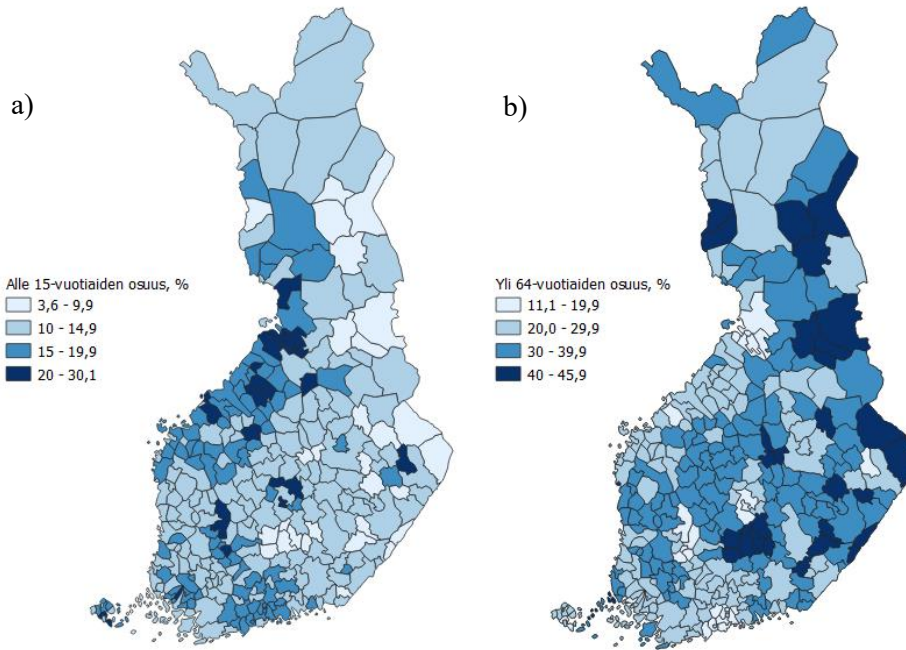 a)
Alle 15-vuotiaiden osuus, %
3,6 - 9,9
10 - 14,9
15 - 19,9
20 - 30,1
b)
Yli 64-vuotiaiden osuus, %
11,1 - 19,9
20,0 - 29,9
30 - 39,9
40 - 45,9